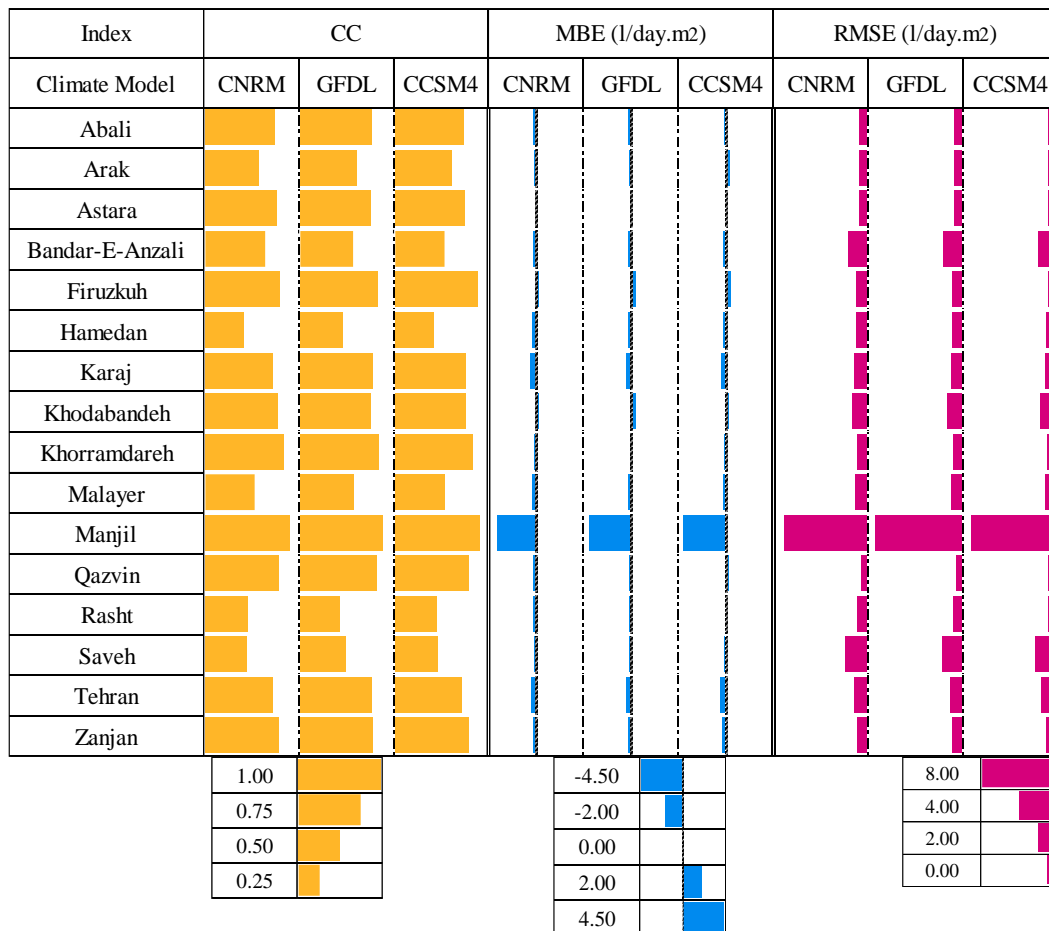 Index CC MBE (l/day.m2) RMSE (l/day.m2)
Climate Model CNRM GFDL CCSM4 CNRM GFDL CCSM4 CNRM GFDL CCSM4
Abali
Arak
Astara
Bandar-E-Anzali
Firuzkuh
Hamedan
Karaj
Khodabandeh
Khorramdareh
Malayer
Manjil
Qazvin
Rasht
Saveh
Tehran
Zanjan
1.00 -4.50 8.00
0.75 -2.00 4.00
0.50 0.00 2.00
0.25 2.00 0.00
4.50